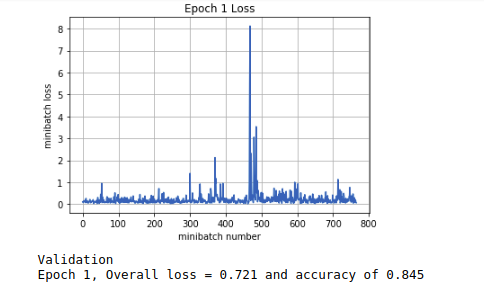 Epoch 1 Loss
minibatch loss
8
7
6
5
4
3
2
1
0
0 100 200 300 400 500 600 700 800
minibatch number
Validation
Epoch 1, Overall loss = 0.721 and accuracy of 0.845